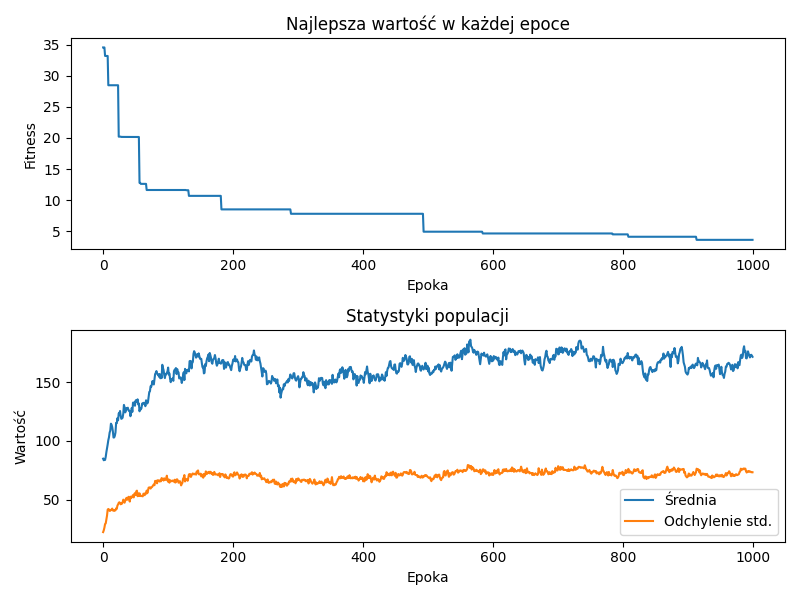 Najlepsza wartość w każdej epoce
35
30
25
20
15
10
5
Fitness
0 200 400 600 800 1000
Epoka
Statystyki populacji
150
100
50
Wartość
Średnia
Odchylenie std.
0 200 400 600 800 1000
Epoka